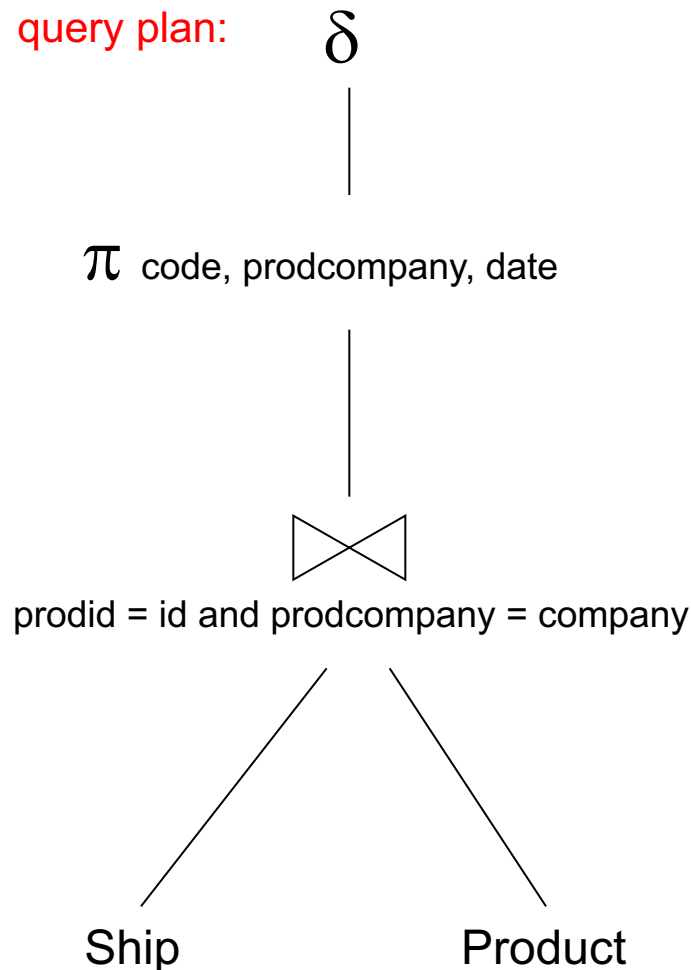 query plan:
δ
π code, prodcompany, date
prodid = id and prodcompany = company
Ship Product